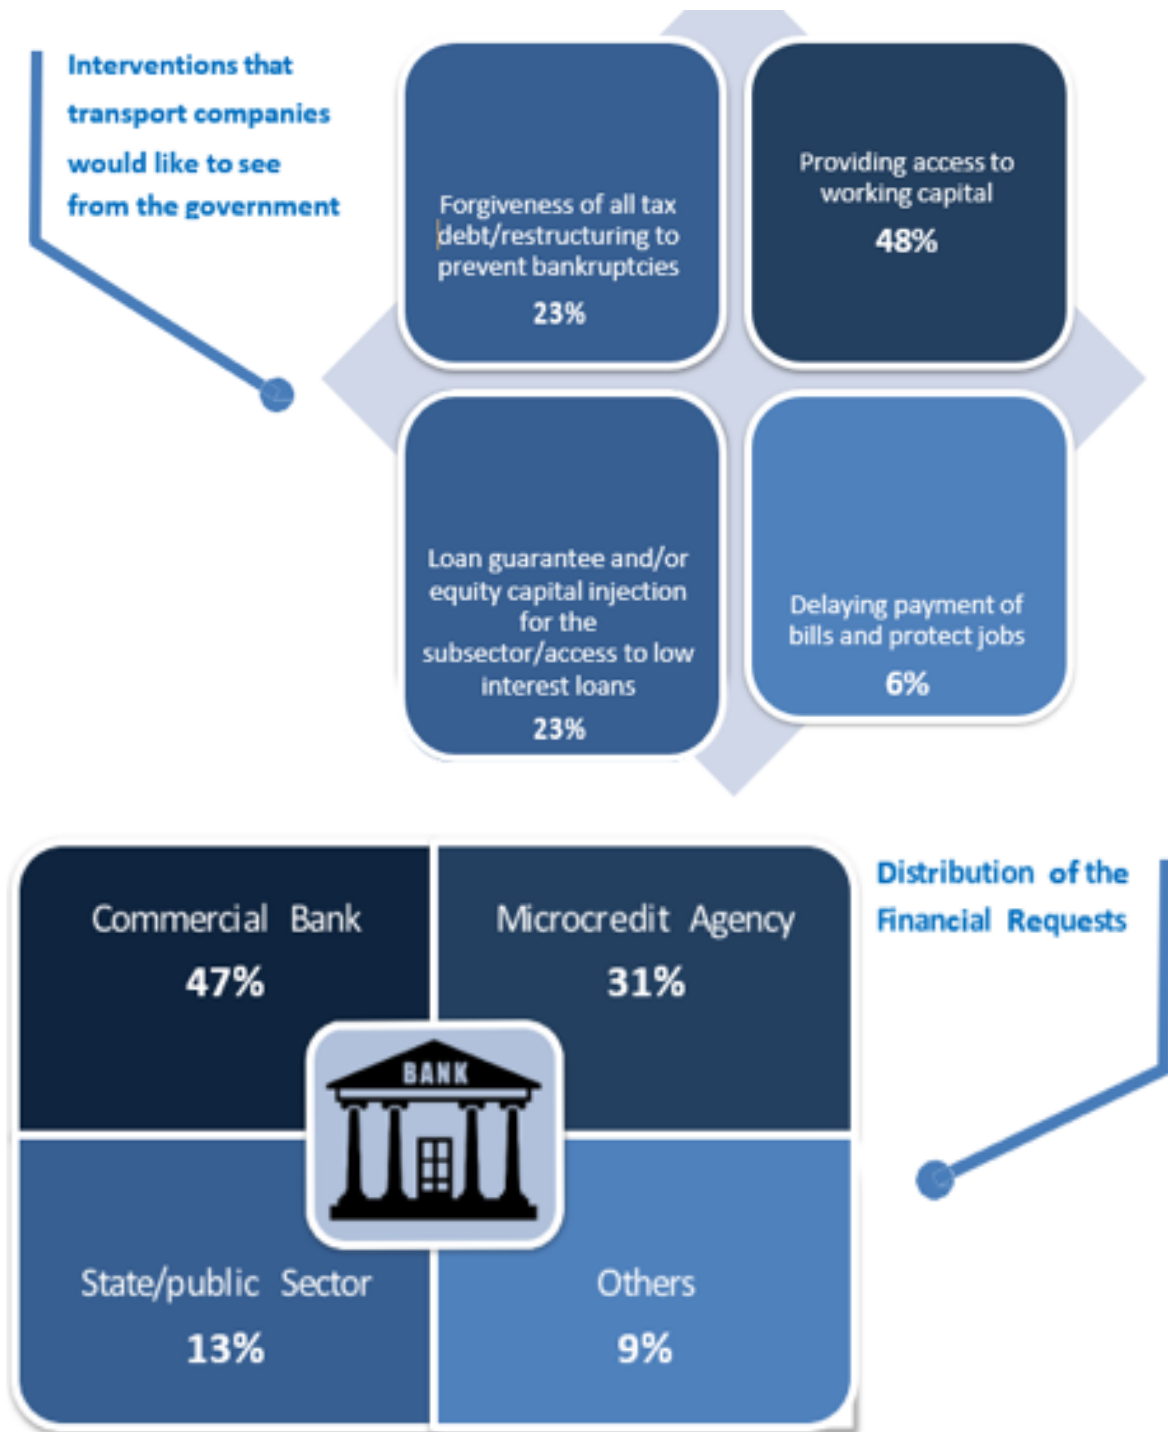 Interventions that
transport companies
would like to see
from the government
Forgiveness of all tax
debt/restructuring to
prevent bankruptcies
23%
Providing access to
working capital
48%
Loan guarantee and/or
equity capital injection
for the
subsector/access to low
interest loans
23%
Delaying payment of
bills and protect jobs
6%
Distribution of the
Financial Requests
Commercial Bank
47%
Microcredit Agency
31%
BANK
State/public Sector
13%
Others
9%